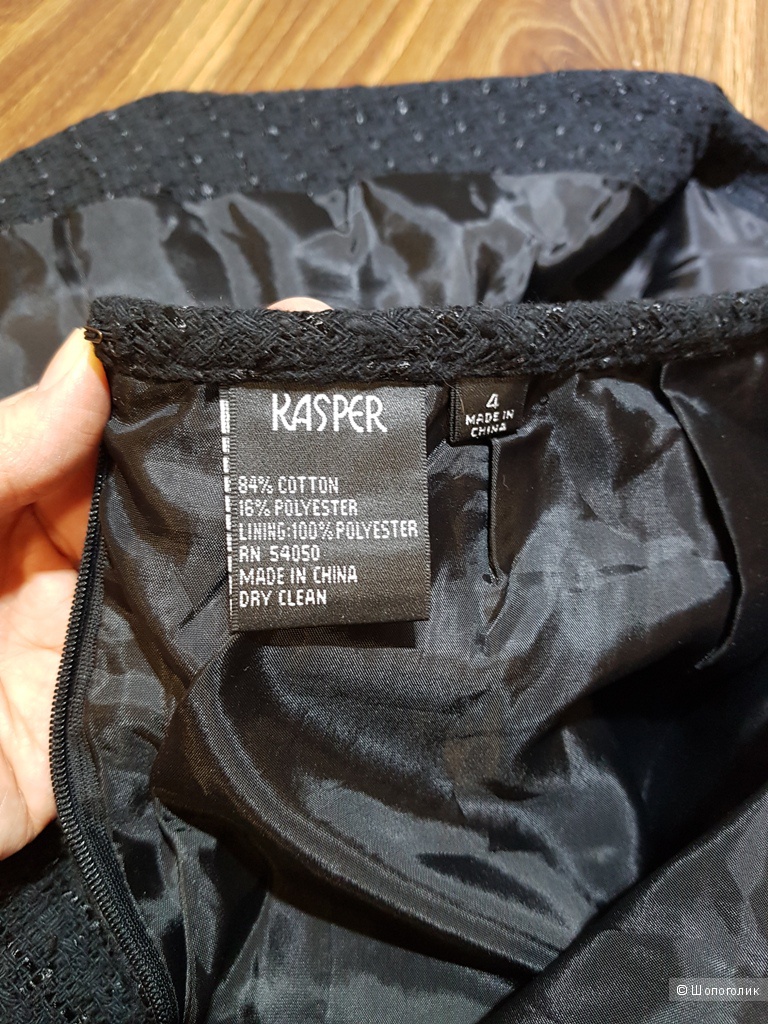 KASPER
84% COTTON
16% POLYESTER
LINING:100% POLYESTER
RN 54050
MADE IN CHINA
DRY CLEAN
4
MADE IN
CHINA
© Шопоголик